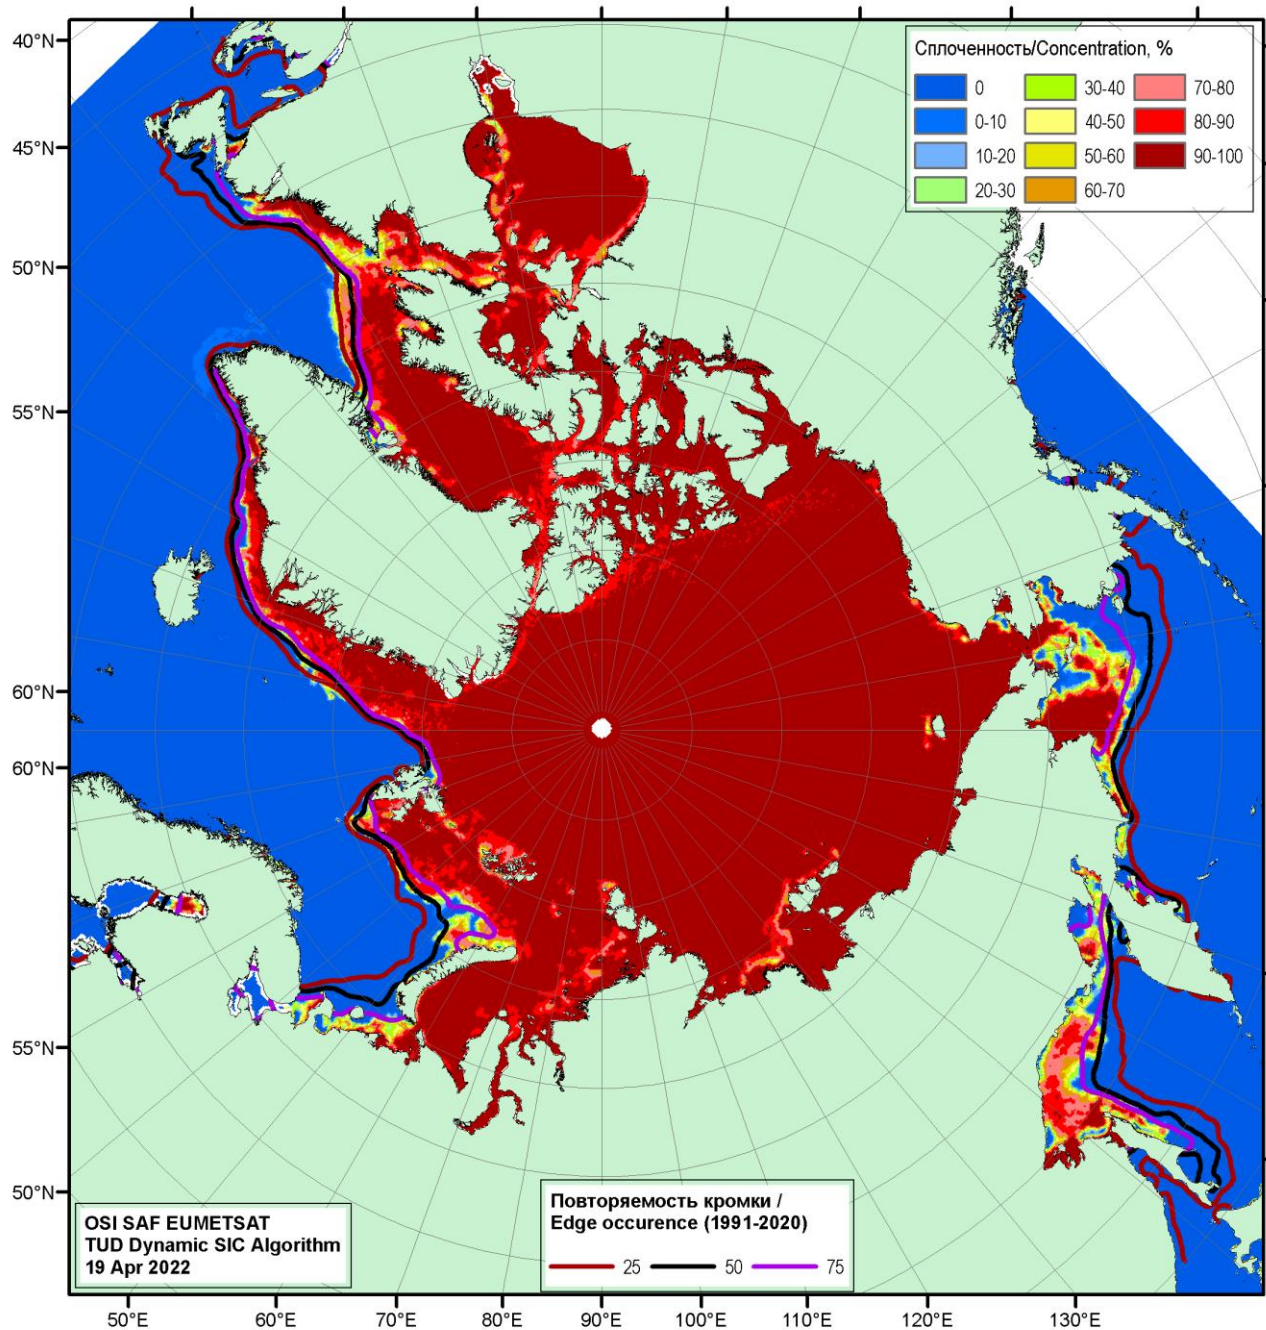 40°N
45°N
50°N
55°N
60°N
60°N
55°N
50°N
Сплоченность/Concentration, %
0
0-10
10-20
20-30
30-40
40-50
50-60
60-70
70-80
80-90
90-100
OSI SAF EUMETSAT
TUD Dynamic SIC Algorithm
19 Apr 2022
Повторяемость кромки /
Edge occurence (1991-2020)
25 50 75
50°E 60°E 70°E 80°E 90°E 100°E 110°E 120°E 130°E